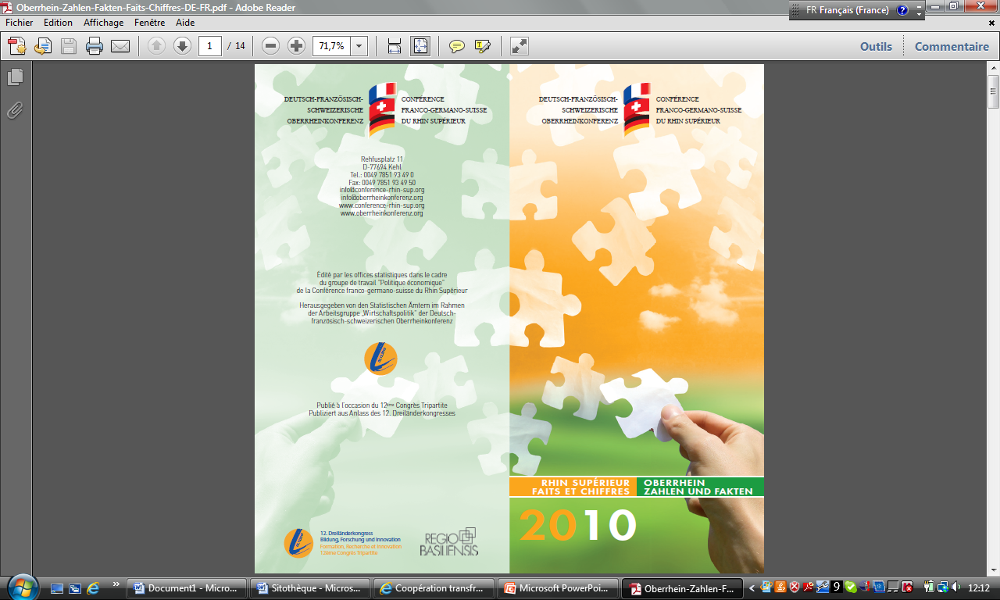 Oberrhein-Zahlen-Fakten-Faits-Chiffres-DE-FR.pdf - Adobe Reader
FR Français (France)
Fichier Edition Affichage Fenêtre Aide
1 / 14
71,7%
Outils
Commentaire
DEUTSCH-FRANZÖSISCH-
SCHWEIZERISCHE
OBERRHEINKONFERENZ
CONFÉRENCE
FRANCO-GERMANO-SUISSE
DU RHIN SUPÉRIEUR
Rehfusplatz 11
D-77694 Kehl
Tel.: 0049 7851 93 49 0
Fax: 0049 7851 93 49 50
info@conference-rhin-sup.org
info@oberrheinkonferenz.org
www.conference-rhin-sup.org
www.oberrheinkonferenz.org
Édité par les offices statistiques dans le cadre
du groupe de travail "Politique économique"
de la Conférence franco-germano-suisse du Rhin Supérieur
Herausgegeben von den Statistischen Ämtern im Rahmen
der Arbeitsgruppe „Wirtschaftspolitik" der Deutsch-
französisch-schweizerischen Oberrheinkonferenz
Publié à l'occasion du 12ème Congrès Tripartite
Publiziert aus Anlass des 12. Dreiländerkongresses
12. Dreiländerkongress
Bildung, Forschung und Innovation
Formation, Recherche et Innovation
12ème Congrès Tripartite
REGIO
BASILIENSIS
DEUTSCH-FRANZÖSISCH-
SCHWEIZERISCHE
OBERRHEINKONFERENZ
CONFÉRENCE
FRANCO-GERMANO-SUISSE
DU RHIN SUPÉRIEUR
RHIN SUPÉRIEUR
FAITS ET CHIFFRES
OBERRHEIN
ZAHLEN UND FAKTEN
2010
Document1 - Micro...
Sitothèque - Micros...
Coopération transfr...
Microsoft PowerPoi...
Oberrhein-Zahlen-F...
9
12:12